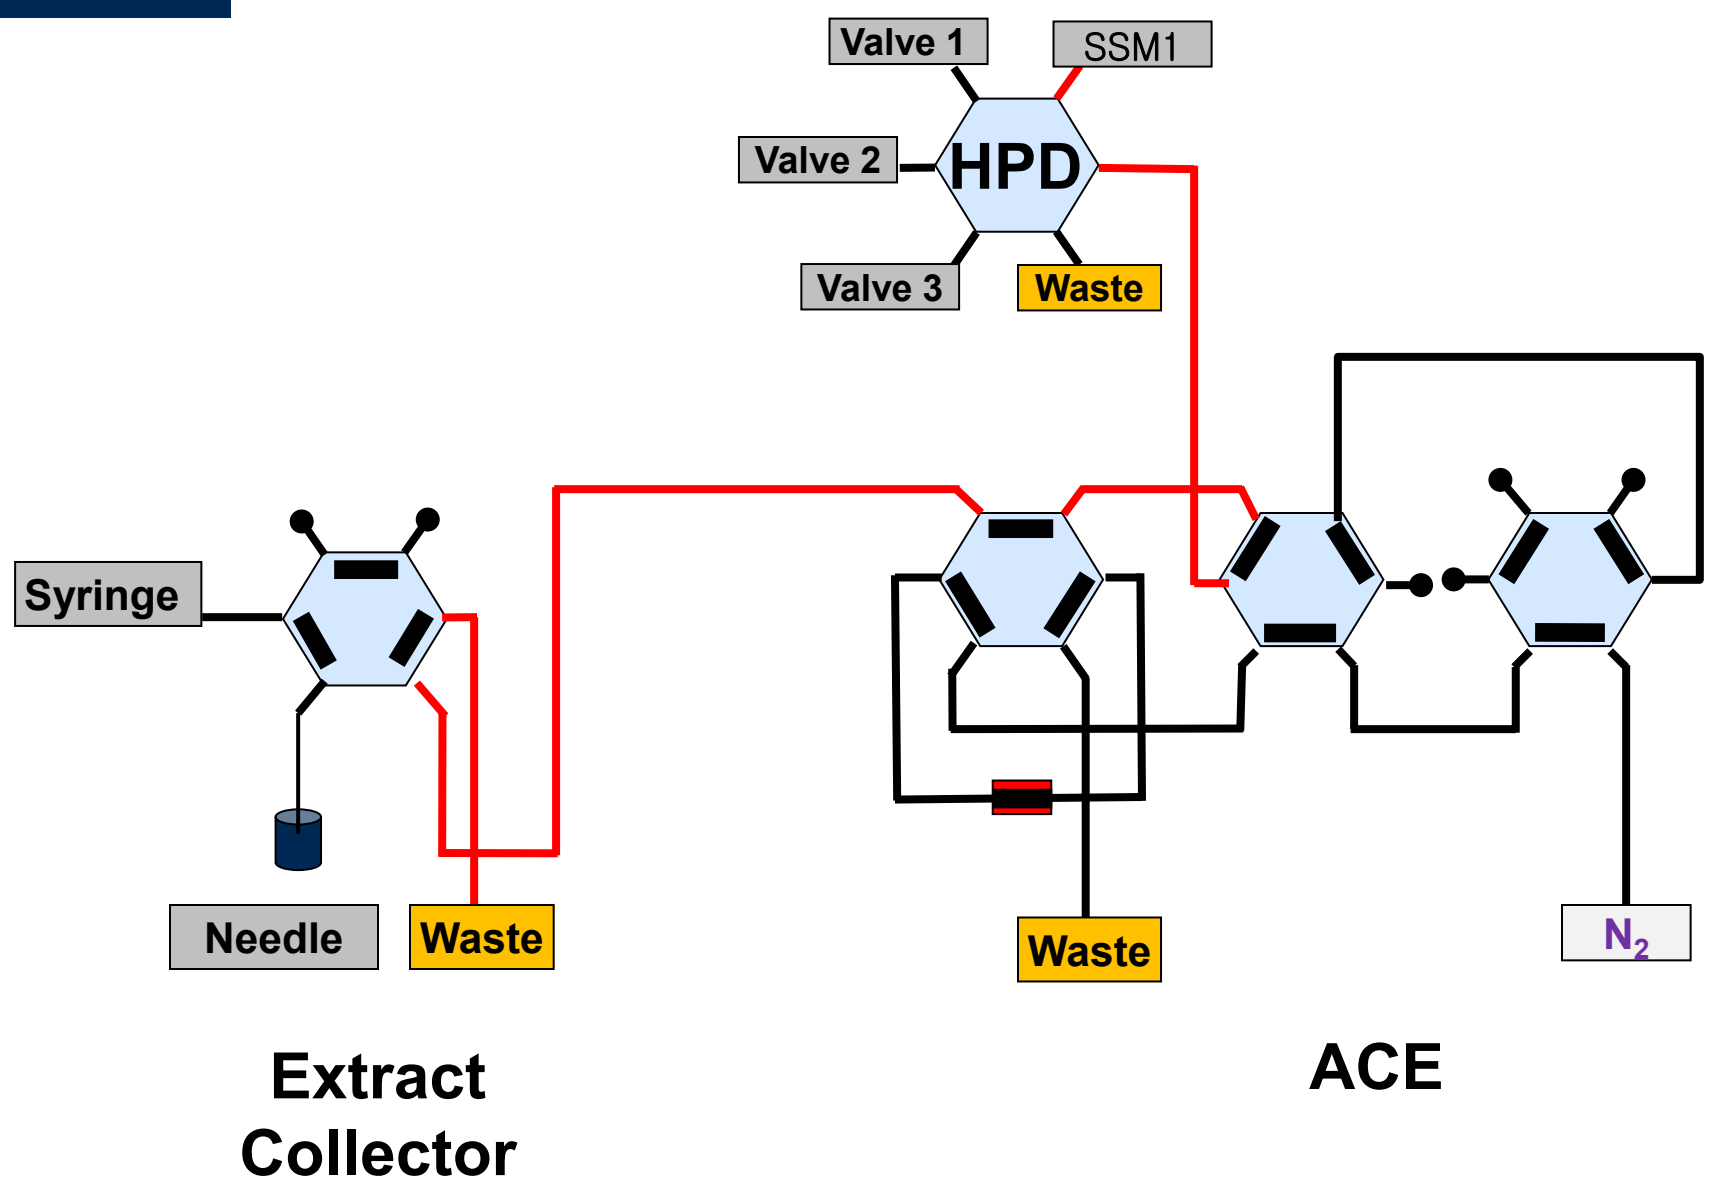 Valve 1
SSM1
Valve 2
HPD
Valve 3
Waste
Syringe
Needle
Waste
Waste
N₂
Extract
Collector
ACE